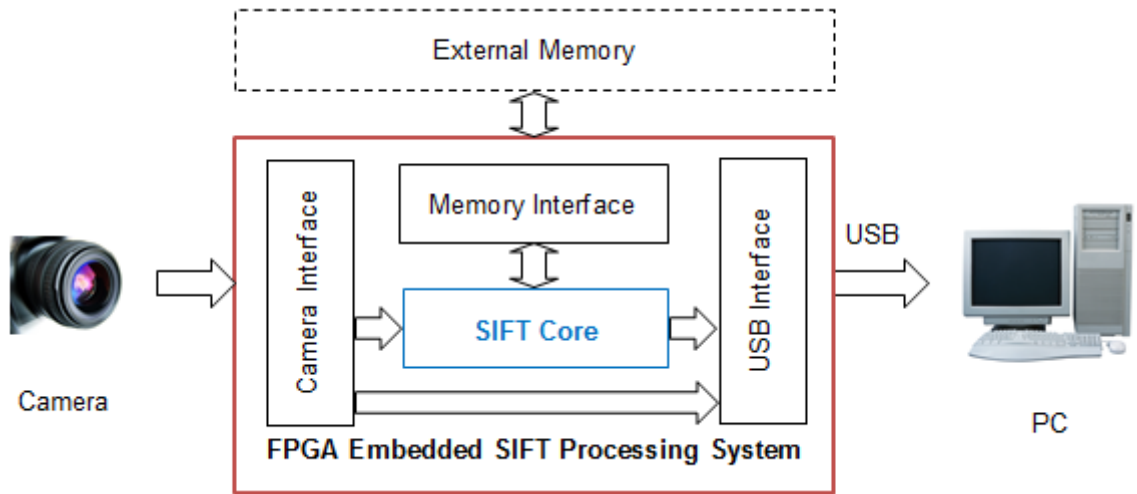 External Memory
Camera Interface
Memory Interface
USB Interface
USB
SIFT Core
Camera
PC
FPGA Embedded SIFT Processing System